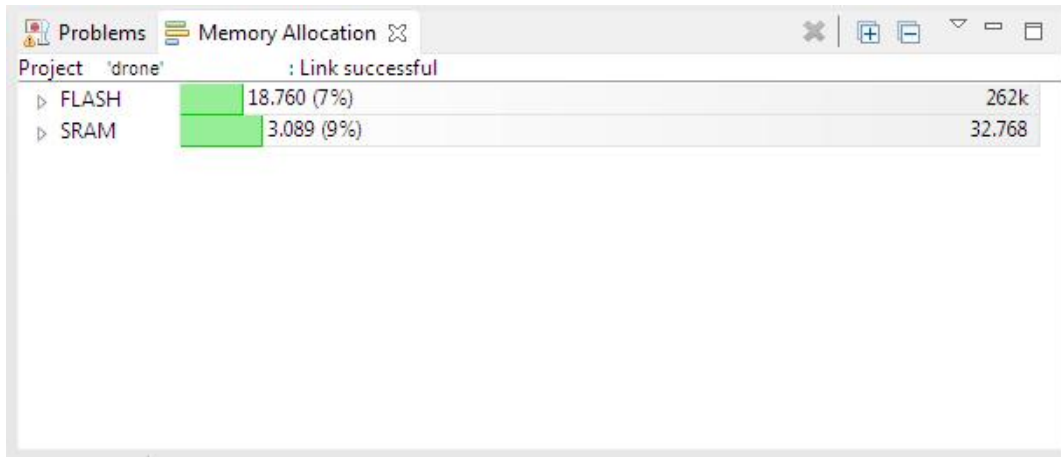 Problems Memory Allocation
Project 'drone' : Link successful
FLASH 18.760 (7%) 262k
SRAM 3.089 (9%) 32.768